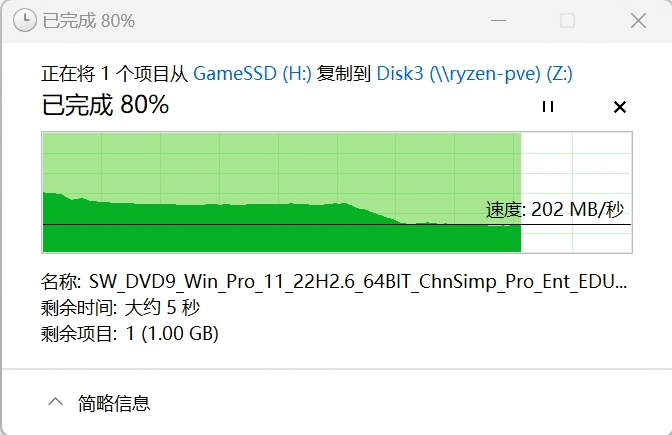 已完成 80%
正在将 1 个项目从 GameSSD (H:) 复制到 Disk3 (\\ryzen-pve) (Z:)
已完成 80%
速度: 202 MB/秒
名称: SW_DVD9_Win_Pro_11_22H2.6_64BIT_ChnSimp_Pro_Ent_EDU...
剩余时间: 大约 5 秒
剩余项目: 1 (1.00 GB)
简略信息